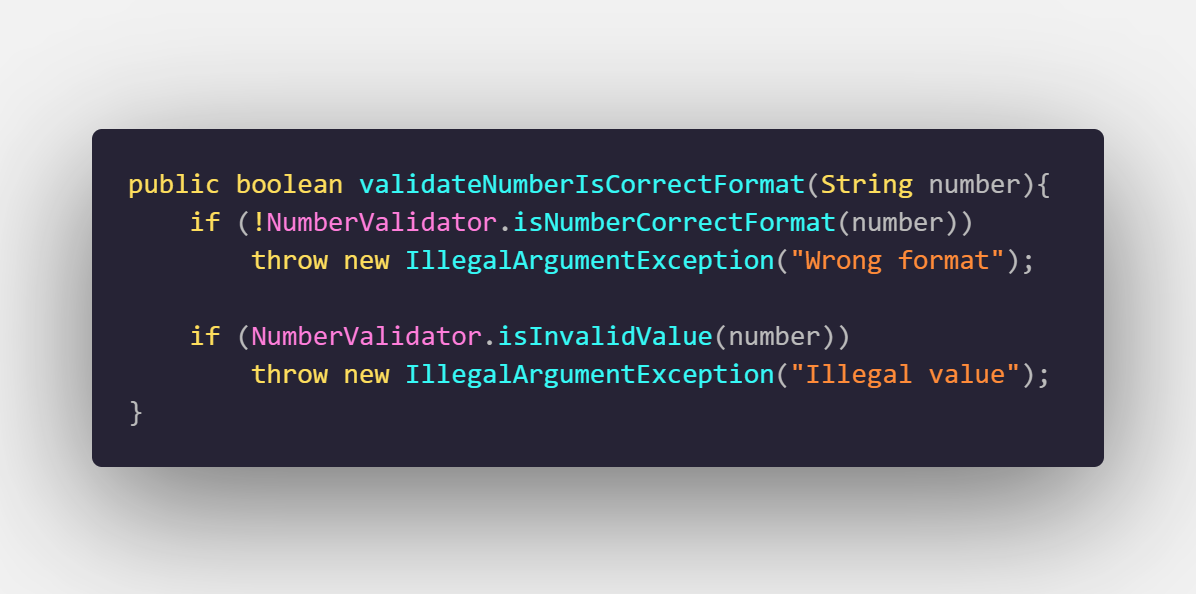 public boolean validateNumberIsCorrectFormat(String number){
    if (!NumberValidator.isNumberCorrectFormat(number))
        throw new IllegalArgumentException("Wrong format");

    if (NumberValidator.isInvalidValue(number))
        throw new IllegalArgumentException("Illegal value");
}